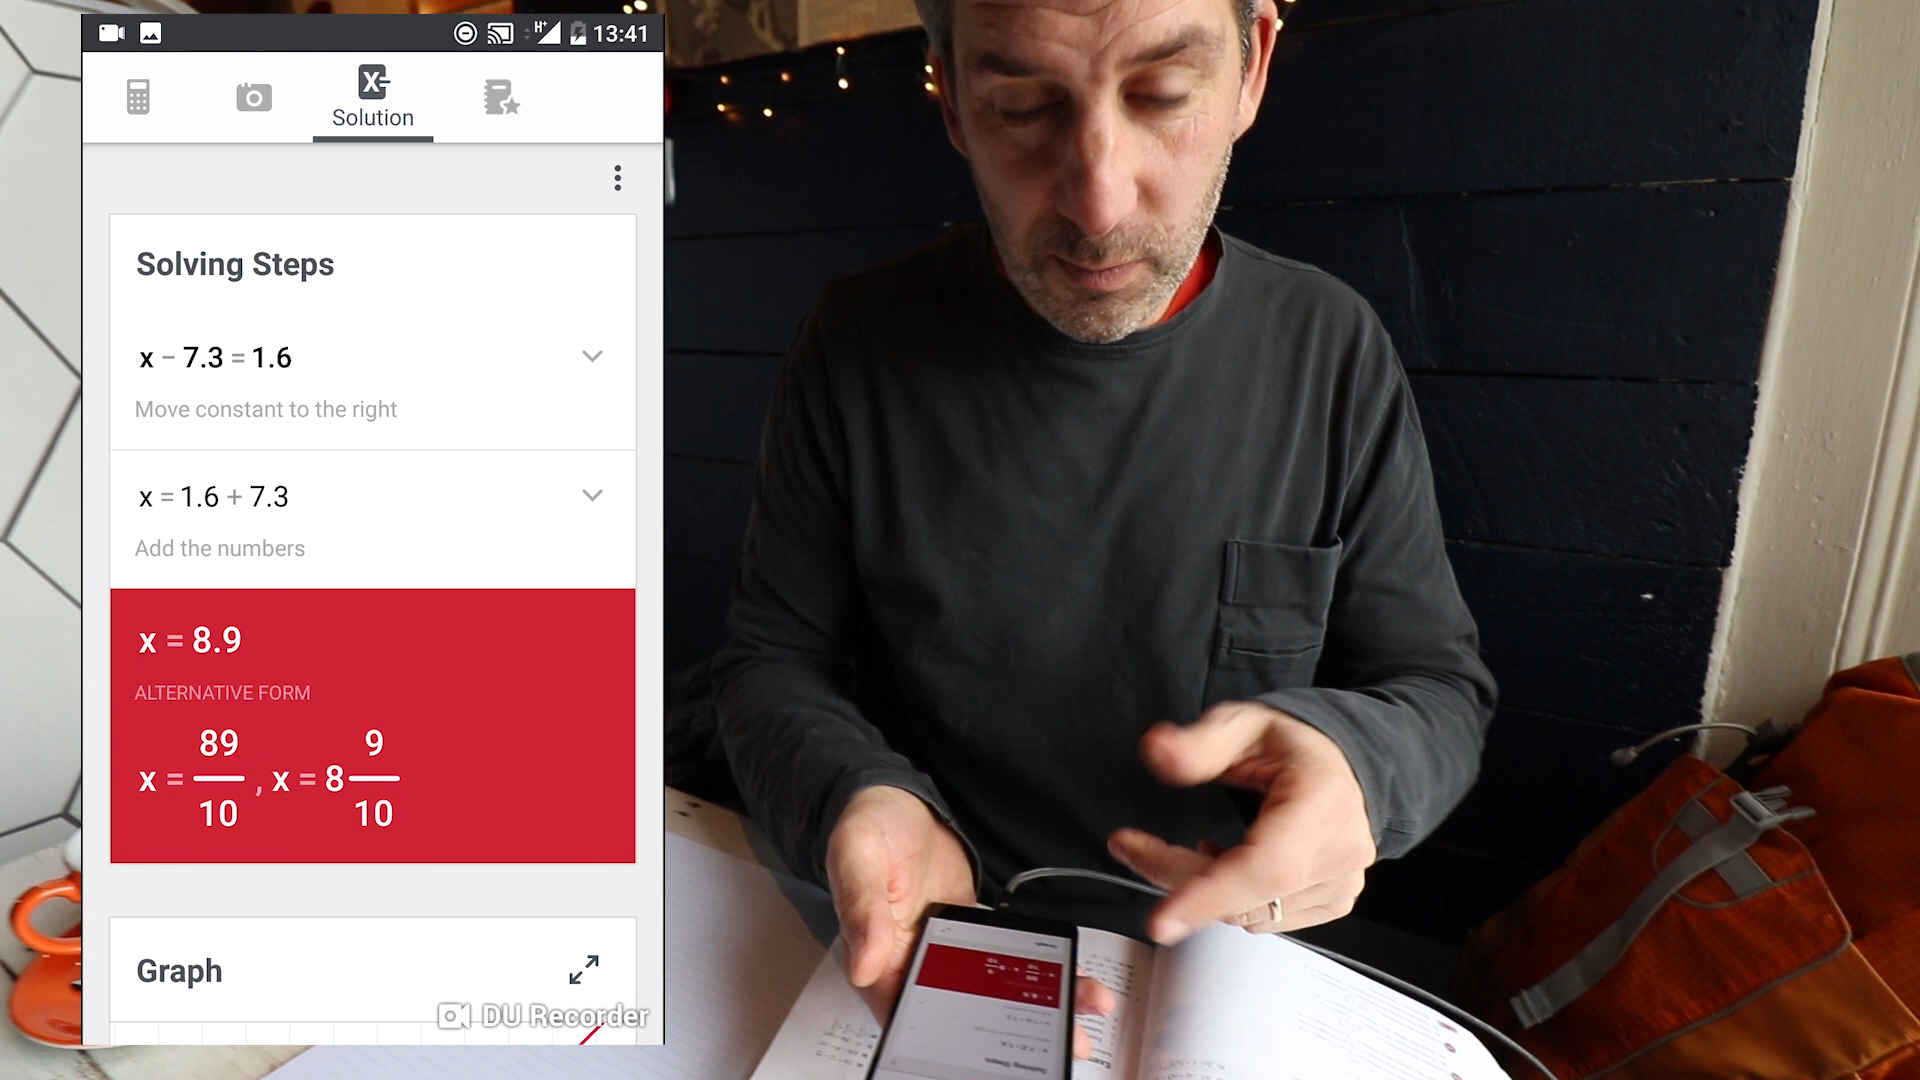 H+ 13:41
X-
Solution
Solving Steps
x − 7.3 = 1.6
Move constant to the right
x = 1.6 + 7.3
Add the numbers
x = 8.9
ALTERNATIVE FORM
x = 89/10 , x = 8 9/10
Graph
DU Recorder